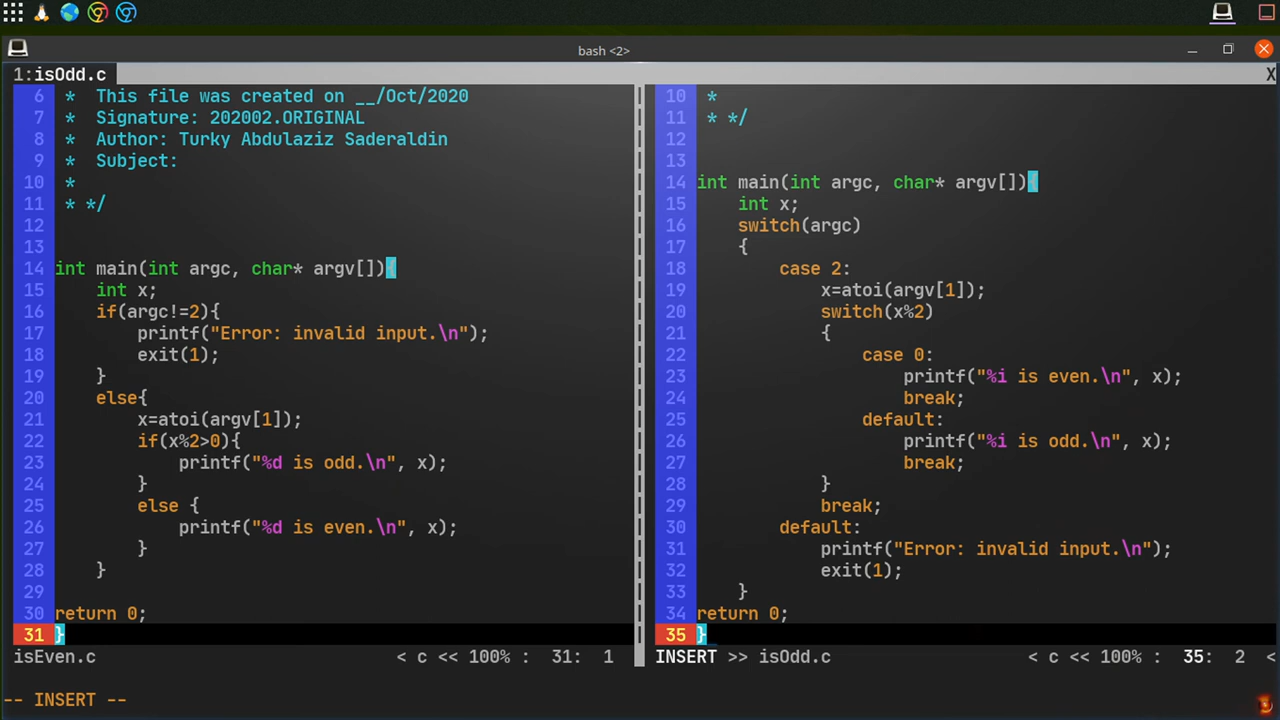 bash <2>
1:isOdd.c X
6 * This file was created on __/Oct/2020
7 * Signature: 202002.ORIGINAL
8 * Author: Turky Abdulaziz Saderaldin
9 * Subject:
10 *
11 * */
12
13
14 int main(int argc, char* argv[]){
15 int x;
16 if(argc!=2){
17 printf("Error: invalid input.\n");
18 exit(1);
19 }
20 else{
21 x=atoi(argv[1]);
22 if(x%2>0){
23 printf("%d is odd.\n", x);
24 }
25 else {
26 printf("%d is even.\n", x);
27 }
28 }
29
30 return 0;
31 }
isEven.c < c << 100% : 31: 1
10 *
11 * */
12
13
14 int main(int argc, char* argv[]){
15 int x;
16 switch(argc)
17 {
18 case 2:
19 x=atoi(argv[1]);
20 switch(x%2)
21 {
22 case 0:
23 printf("%i is even.\n", x);
24 break;
25 default:
26 printf("%i is odd.\n", x);
27 break;
28 }
29 break;
30 default:
31 printf("Error: invalid input.\n");
32 exit(1);
33 }
34 return 0;
35 }
INSERT >> isOdd.c < c << 100% : 35: 2 <
-- INSERT --